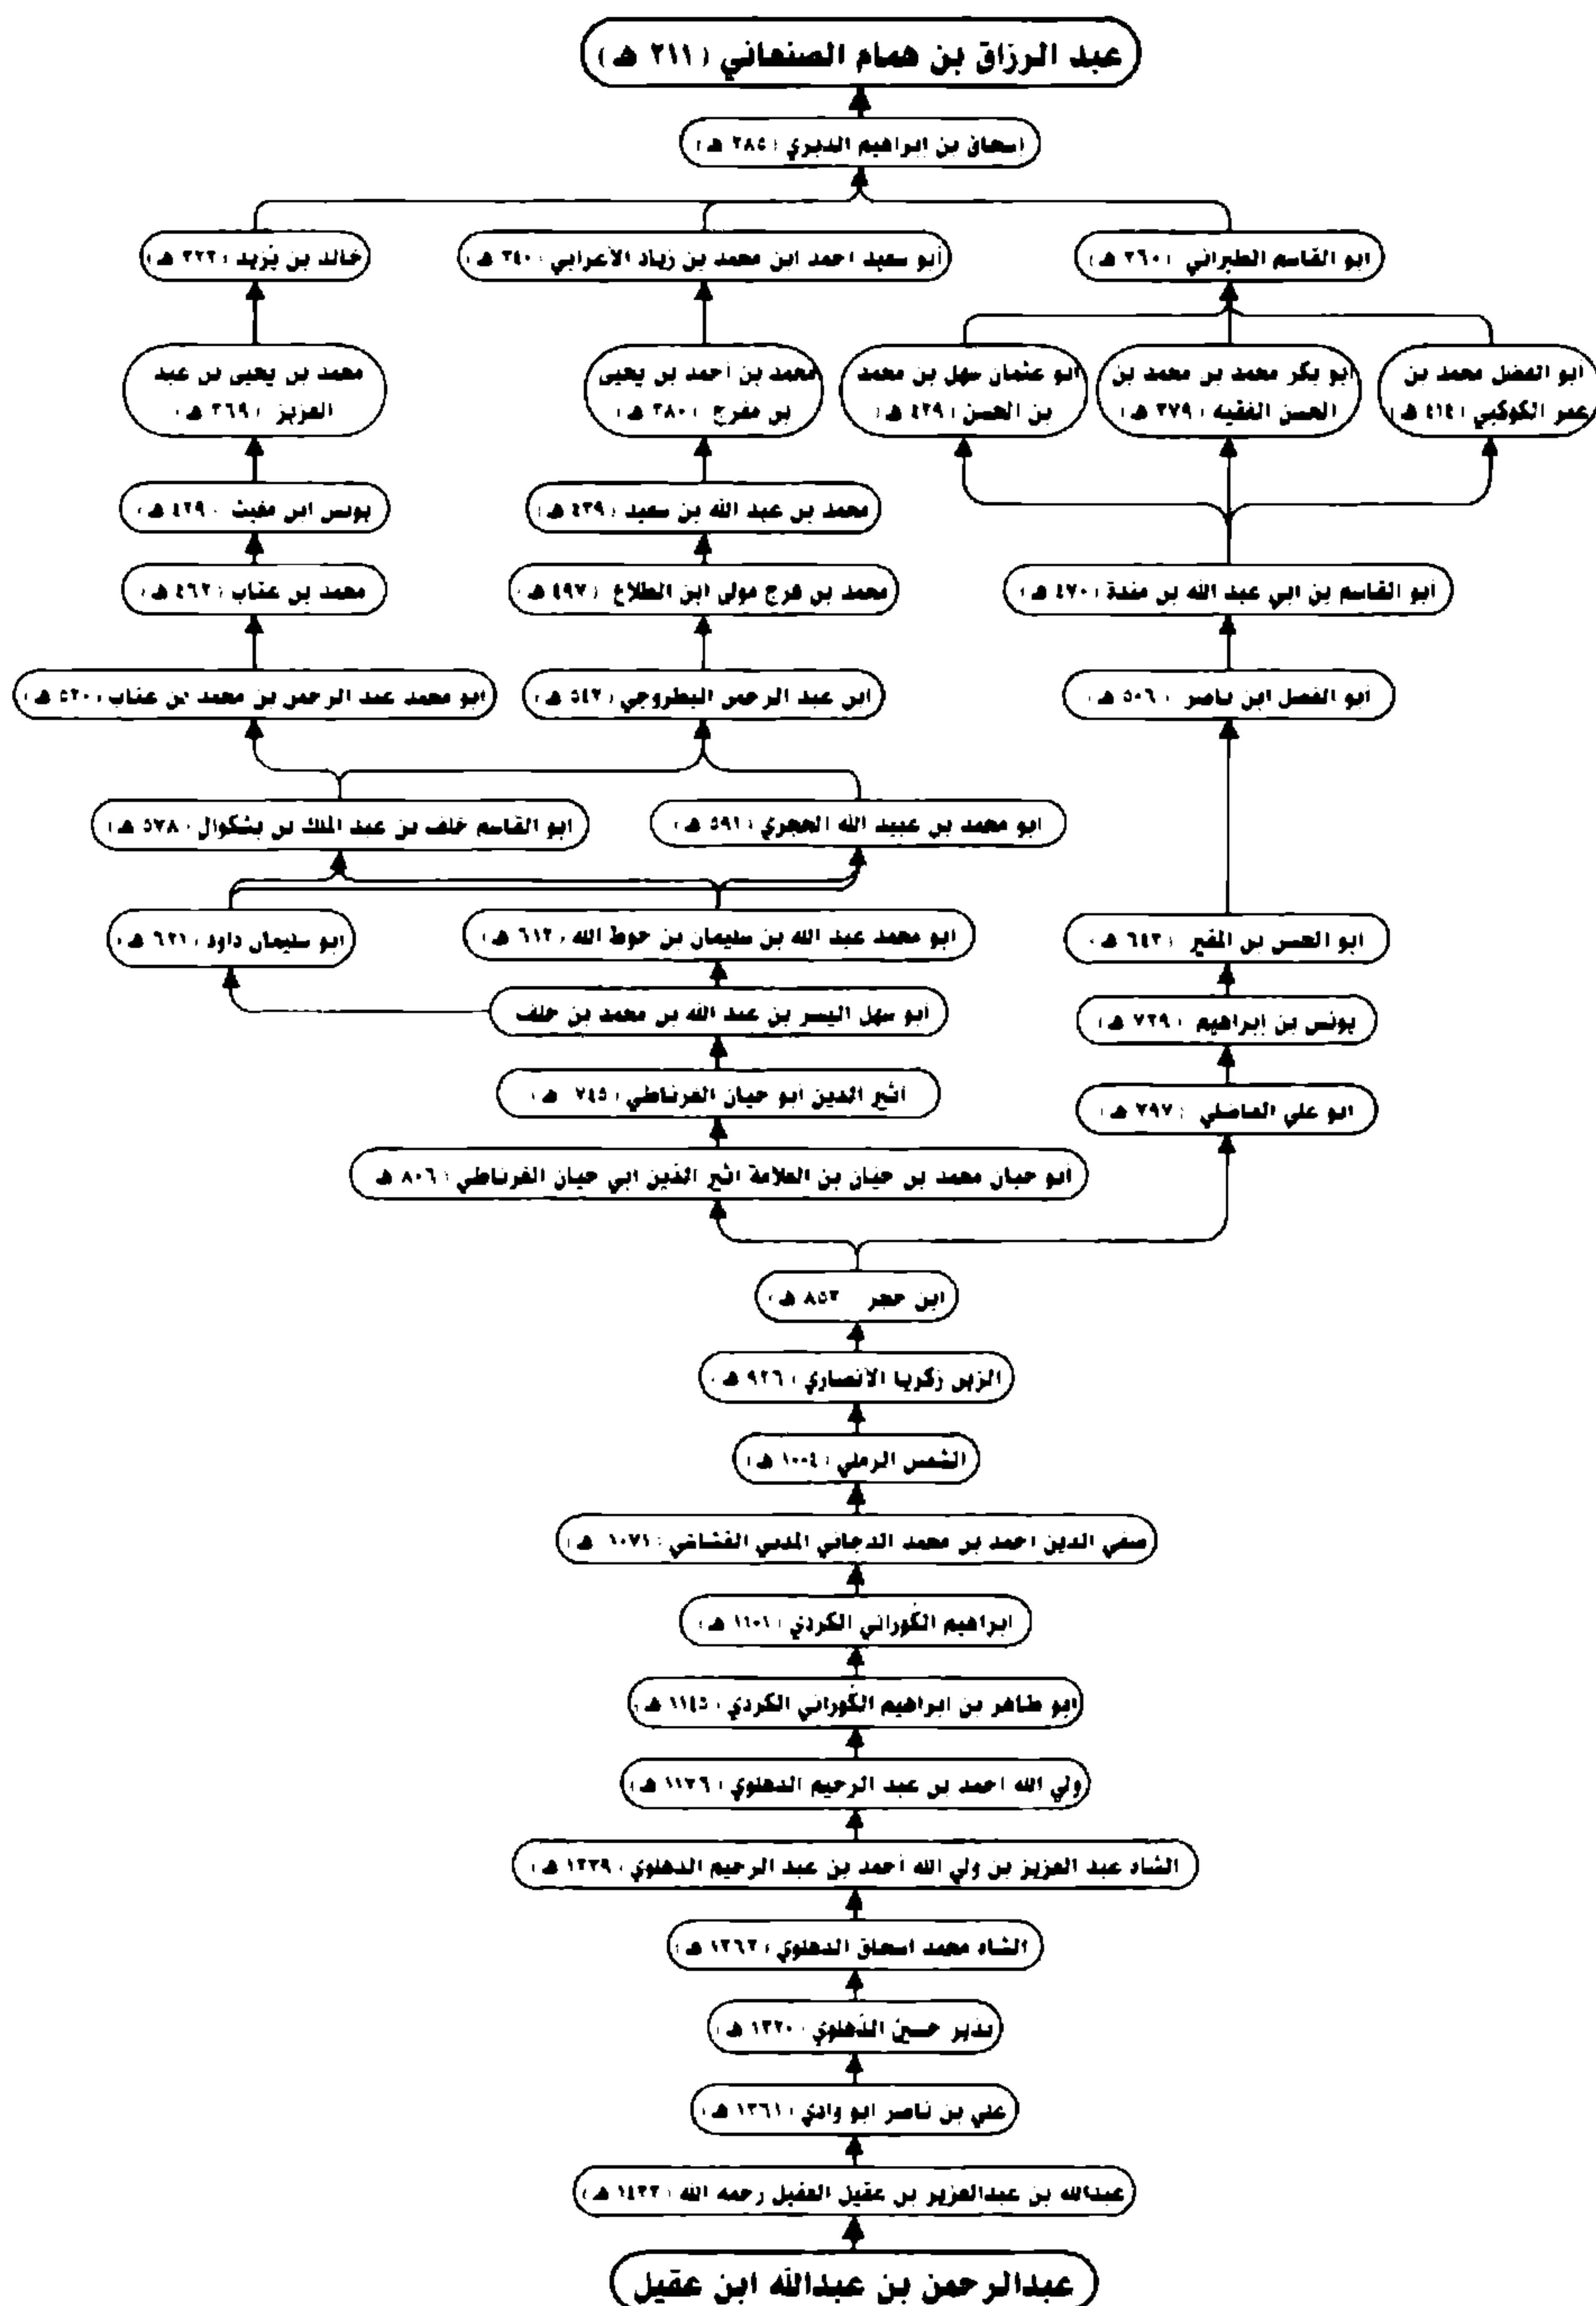 عبد الرزاق بن همام الصنعاني (٢١١ هـ)
إسحاق بن إبراهيم الدبري (٢٨٥ هـ)
أبو القاسم الطبراني (٣٦٠ هـ)
أبو سعيد احمد ابن محمد بن زياد الأعرابي (٣٤٠ هـ)
خالد بن يزيد (٣٢٢ هـ)
أبو الفضل محمد بن
عمر الكوكبي (٤١٤ هـ)
أبو بكر محمد بن محمد بن
الحسن الفقيه (٣٧٩ هـ)
أبو عثمان سهل بن محمد
بن الحسن (٤٢٩ هـ)
محمد بن أحمد بن يحيى
بن مفرج (٣٨٠ هـ)
محمد بن يحيى بن عبد
العزيز (٣٦٩ هـ)
محمد بن عبد الله بن سعيد (٤٣٩ هـ)
يونس ابن مغيث (٤٢٩ هـ)
أبو القاسم بن ابي عبد الله بن مندة (٤٧٠ هـ)
محمد بن فرج مولى ابن الطلاع (٤٩٧ هـ)
محمد بن عتاب (٤٦٢ هـ)
أبو الفضل ابن ناصر (٥٠٦ هـ)
ابن عبد الرحمن البطروجي (٥٤٢ هـ)
ابو محمد عبد الرحمن بن محمد بن عتاب (٥٢٠ هـ)
ابو محمد بن عبيد الله الحجري (٥٩١ هـ)
ابو القاسم خلف بن عبد الملك بن بشكوال (٥٧٨ هـ)
ابو الحسن بن المقير (٦٤٣ هـ)
ابو محمد عبد الله بن سليمان بن حوط الله (٦١٢ هـ)
ابو سليمان داود (٦٢١ هـ)
يونس بن إبراهيم (٧٢٩ هـ)
أبو سهل اليسر بن عبد الله بن محمد بن خلف
ابو علي الفاضلي (٧٩٧ هـ)
اثير الدين أبو حيان الغرناطي (٧٤٥ هـ)
أبو حيان محمد بن حيان بن العلامة اثير الدين ابي حيان الغرناطي (٨٠٦ هـ
ابن حجر ٨٥٢ هـ)
الزين زكريا الأنصاري (٩٢٦ هـ)
الشمس الرملي (١٠٠٤ هـ)
صفي الدين احمد بن محمد الدجاني المدني القشاشي (١٠٧١ هـ)
ابراهيم الكوراني الكردي (١١٠١ هـ)
ابو طاهر بن ابراهيم الكوراني الكردي (١١٤٥ هـ)
ولي الله احمد بن عبد الرحيم الدهلوي (١١٧٦ هـ)
الشاه عبد العزيز بن ولي الله أحمد بن عبد الرحيم الدهلوي (١٢٣٩ هـ)
الشاه محمد اسحاق الدهلوي (١٢٦٢ هـ)
نذير حسين الدهلوي (١٣٢٠ هـ)
علي بن ناصر ابو وادي (١٣٦١ هـ)
عبدالله بن عبدالعزيز بن عقيل العقيل رحمه الله (١٤٣٢ هـ)
عبدالرحمن بن عبدالله ابن عقيل